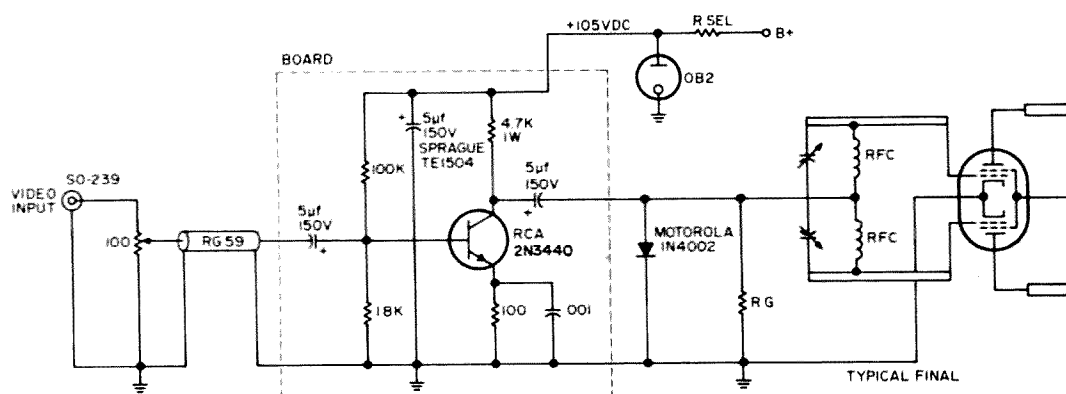 +105VDC
R SEL
B+
BOARD
OB2
5µf
150V
SPRAGUE
TE1504
4.7K
1W
100K
5µf
150V
RFC
SO-239
VIDEO
INPUT
100
RG 59
5µf
150V
RCA
2N3440
MOTOROLA
1N4002
RFC
18K
100
.001
RG
TYPICAL FINAL